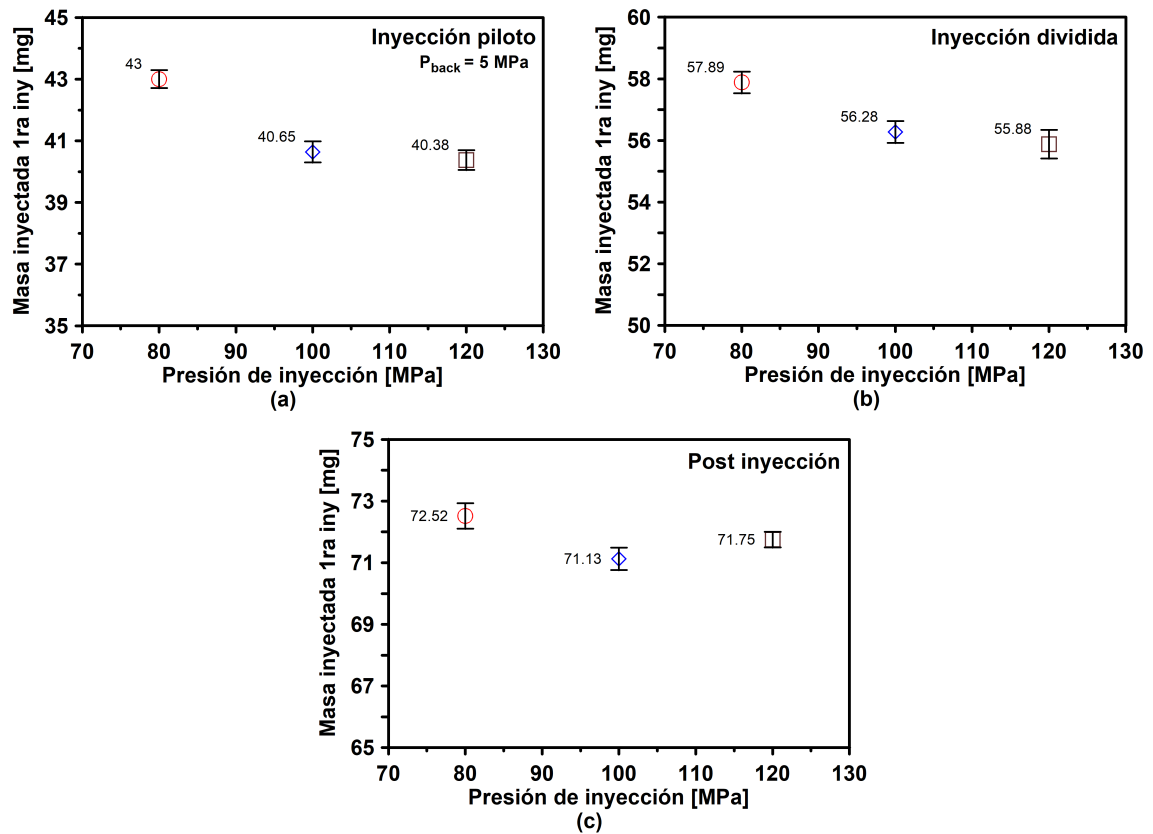 Inyección piloto
P_back = 5 MPa
Masa inyectada 1ra iny [mg]
45
43
41
39
37
35
43
40.65
40.38
70 80 90 100 110 120 130
Presión de inyección [MPa]
(a)
Inyección dividida
Masa inyectada 1ra iny [mg]
60
58
56
54
52
50
57.89
56.28
55.88
70 80 90 100 110 120 130
Presión de inyección [MPa]
(b)
Post inyección
Masa inyectada 1ra iny [mg]
75
73
71
69
67
65
72.52
71.13
71.75
70 80 90 100 110 120 130
Presión de inyección [MPa]
(c)